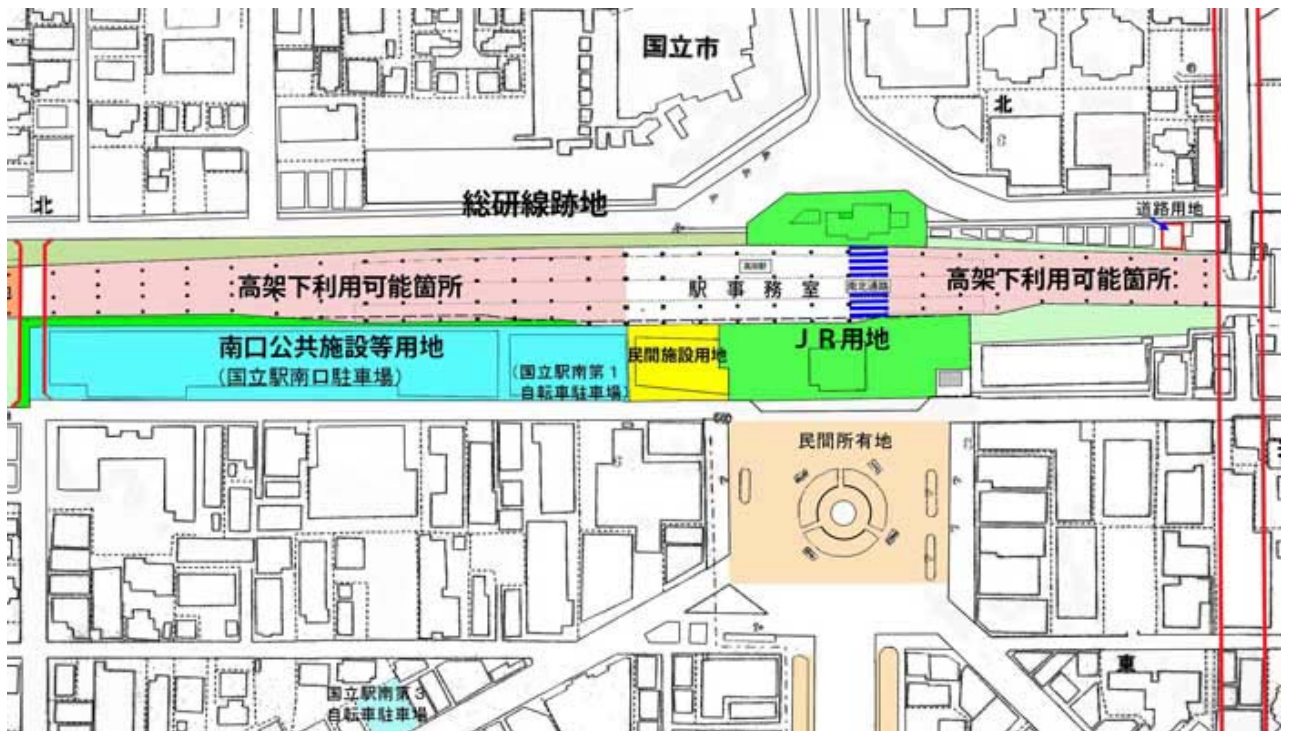 国立市
北
北
総研線跡地
道路用地
高架下利用可能箇所
駅事務室
南北通路
高架下利用可能箇所
南口公共施設等用地
(国立駅南口駐車場)
(国立駅南第1
自転車駐車場)
民間施設用地
JR用地
民間所有地
国立駅南第3
自転車駐車場
東